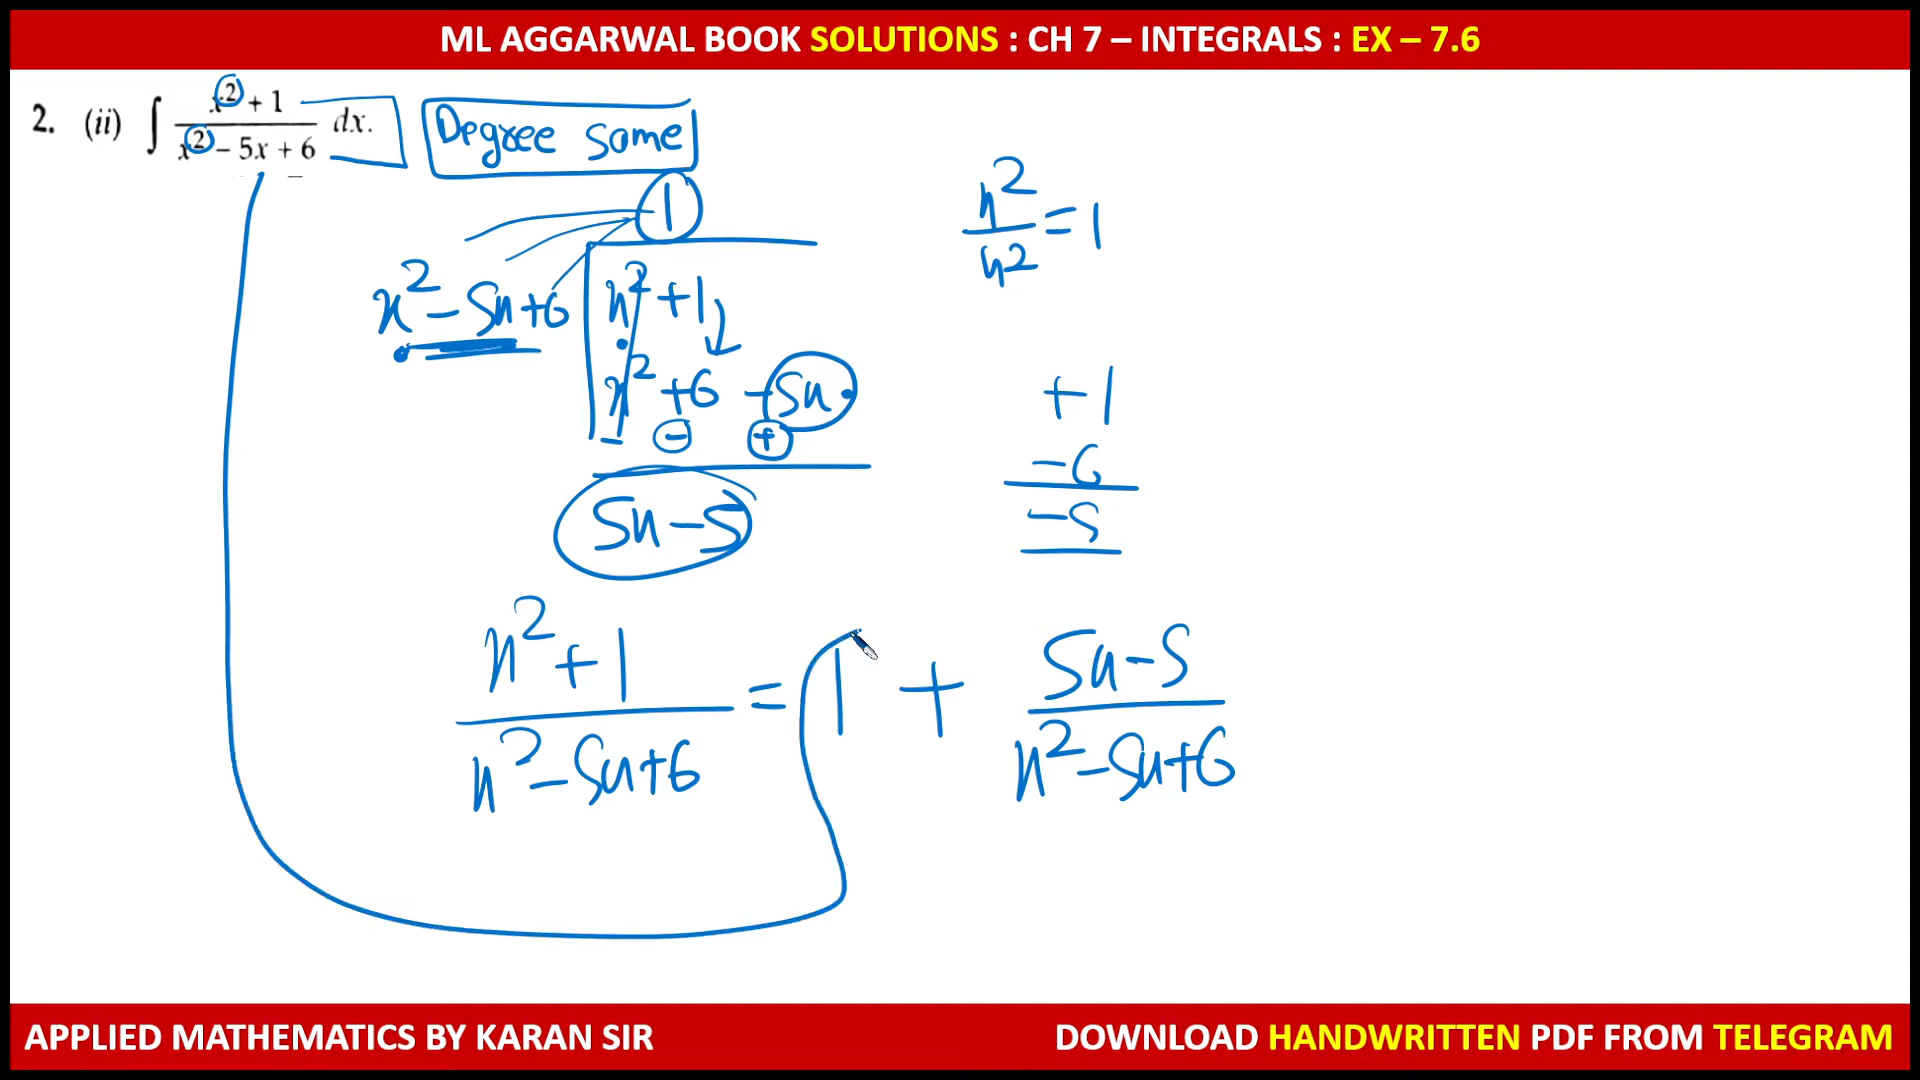 ML AGGARWAL BOOK SOLUTIONS : CH 7 – INTEGRALS : EX – 7.6
2. (ii) ∫ (x² + 1)/(x² – 5x + 6) dx.
Degree same
1
x²/x² = 1
x² – 5x + 6
x² + 1
x² + 6 – 5x
– – +
5x – 5
+1
–6
–5
(x² + 1)/(x² – 5x + 6) = 1 + (5x – 5)/(x² – 5x + 6)
APPLIED MATHEMATICS BY KARAN SIR
DOWNLOAD HANDWRITTEN PDF FROM TELEGRAM